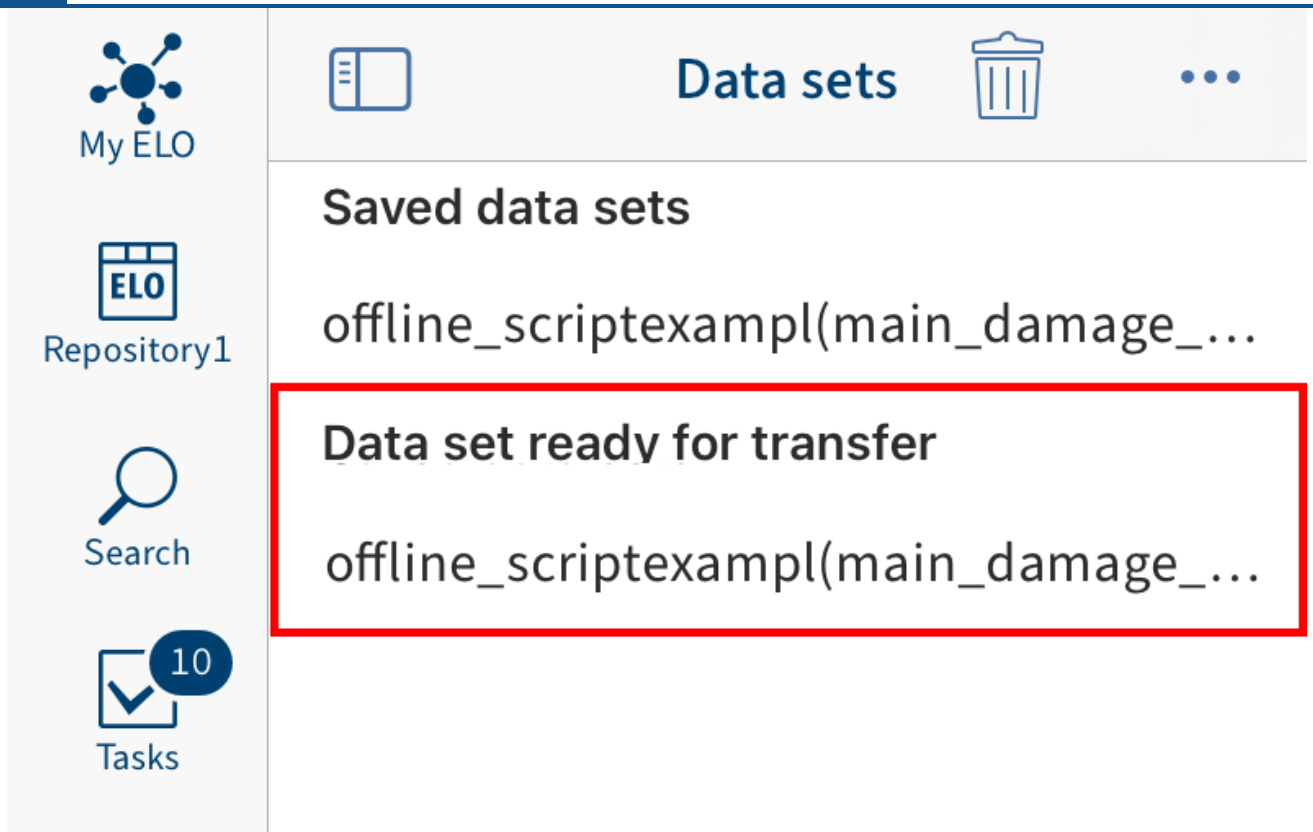 My ELO
ELO
Repository1
Search
10
Tasks
Data sets
Saved data sets
offline_scriptexampl(main_damage_...
Data set ready for transfer
offline_scriptexampl(main_damage_...